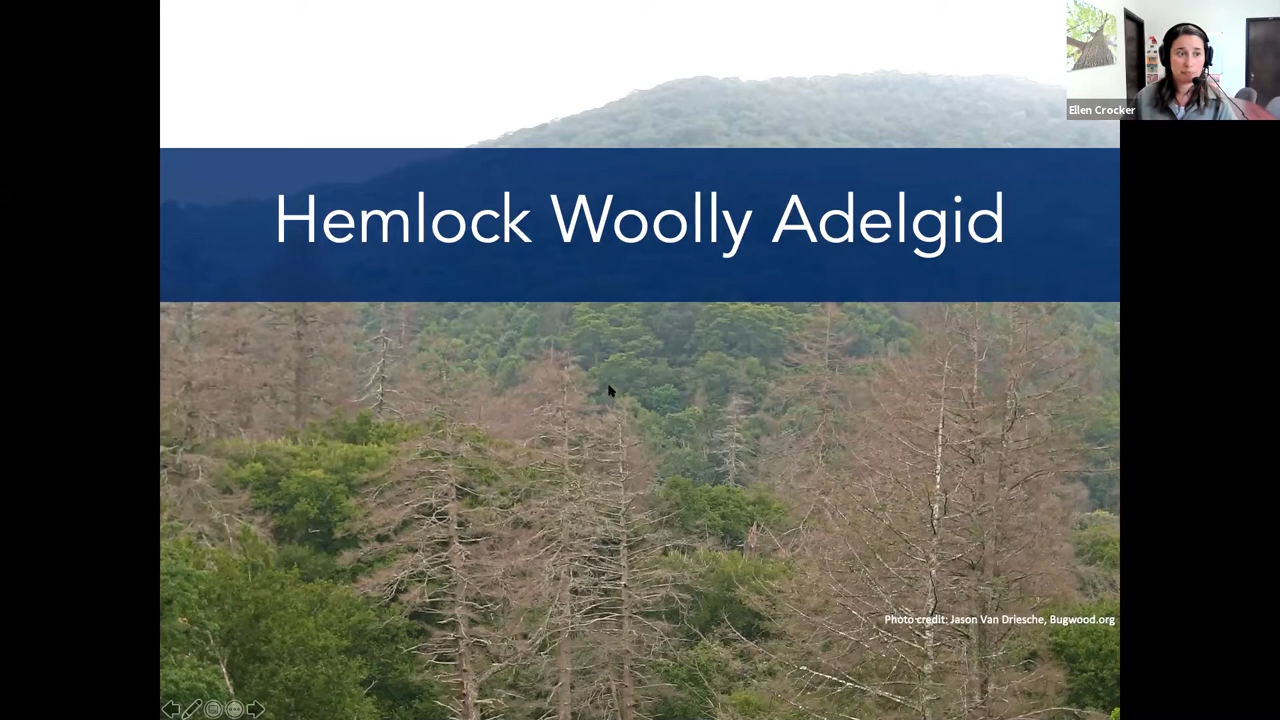 Ellen Crocker
Hemlock Woolly Adelgid
Photo credit: Jason Van Driesche, Bugwood.org